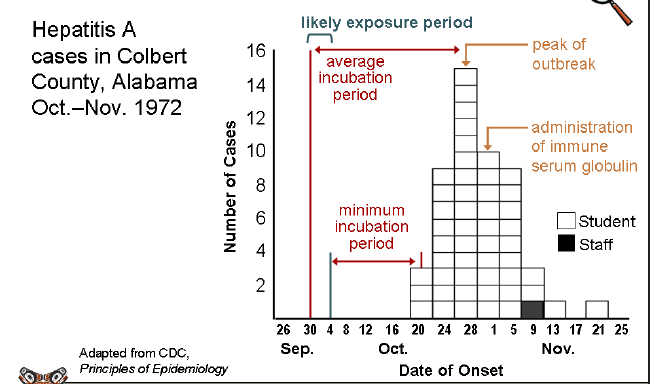 Hepatitis A
cases in Colbert
County, Alabama
Oct.–Nov. 1972
likely exposure period
average
incubation
period
peak of
outbreak
administration
of immune
serum globulin
minimum
incubation
period
Student
Staff
Number of Cases
16
14
12
10
8
6
4
2
26 30 4 8 12 16 20 24 28 1 5 9 13 17 21 25
Sep. Oct. Nov.
Date of Onset
Adapted from CDC,
Principles of Epidemiology